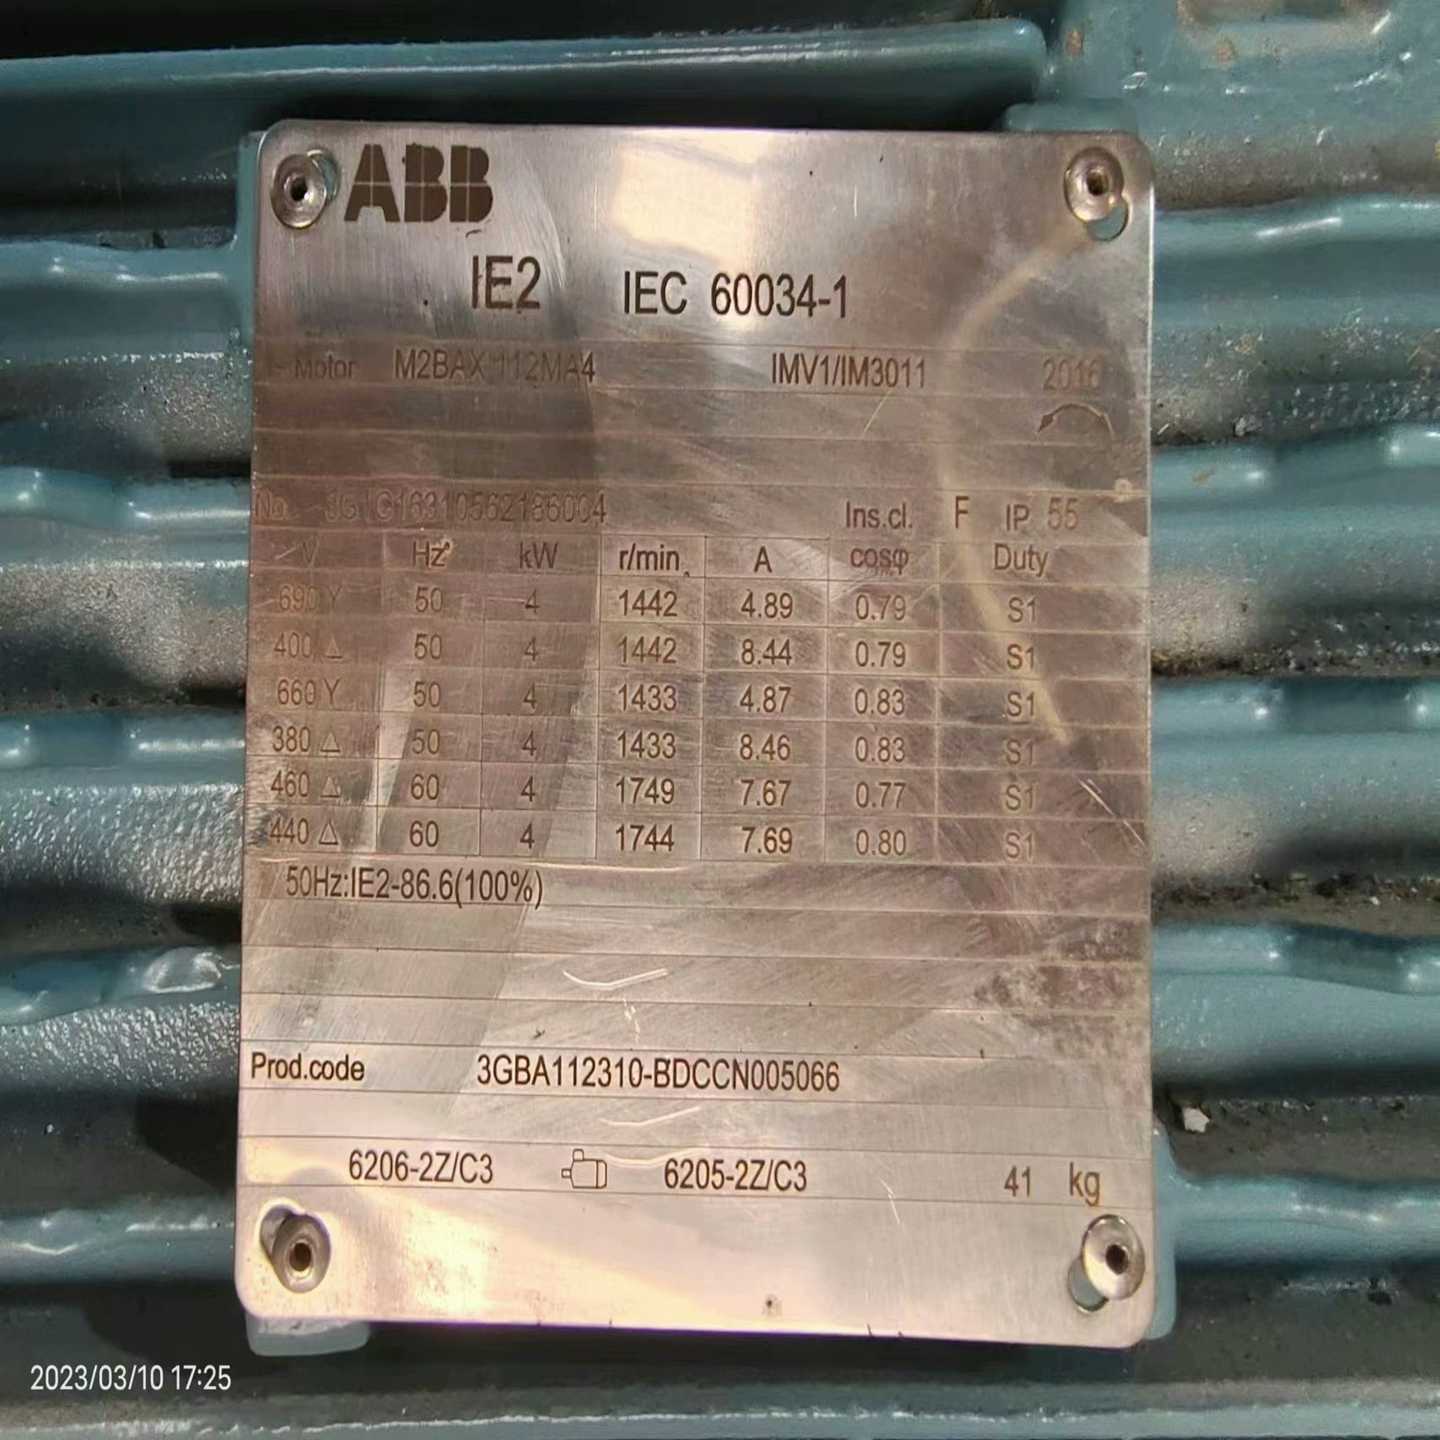 ABB
IE2 IEC 60034-1
Motor M2BAX 112MA4 IMV1/IM3011 2016
No. 3G1G16310562186004 Ins.cl. F IP 55
V Hz kW r/min A cosφ Duty
690 Y 50 4 1442 4.89 0.79 S1
400 △ 50 4 1442 8.44 0.79 S1
660 Y 50 4 1433 4.87 0.83 S1
380 △ 50 4 1433 8.46 0.83 S1
460 △ 60 4 1749 7.67 0.77 S1
440 △ 60 4 1744 7.69 0.80 S1
50Hz:IE2-86.6(100%)
Prod.code 3GBA112310-BDCCN005066
6206-2Z/C3 6205-2Z/C3 41 kg
2023/03/10 17:25